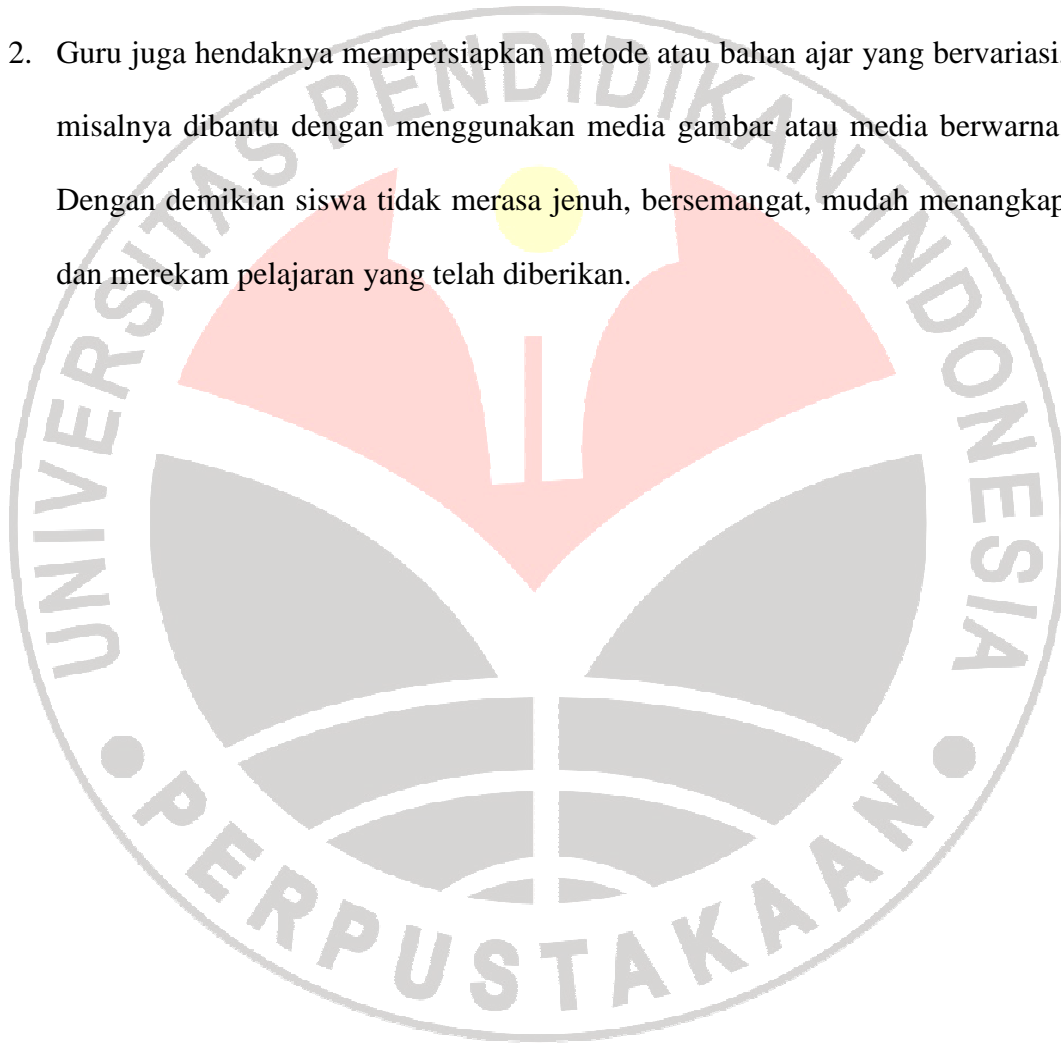 2. Guru juga hendaknya mempersiapkan metode atau bahan ajar yang bervariasi.
misalnya dibantu dengan menggunakan media gambar atau media berwarna
Dengan demikian siswa tidak merasa jenuh, bersemangat, mudah menangkap
dan merekam pelajaran yang telah diberikan.
UNIVERSITAS PENDIDIKAN INDONESIA
PERPUSTAKAAN